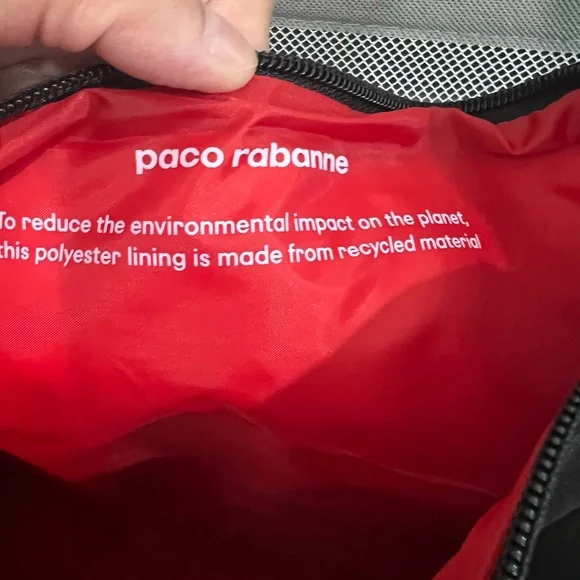 paco rabanne
To reduce the environmental impact on the planet,
this polyester lining is made from recycled material